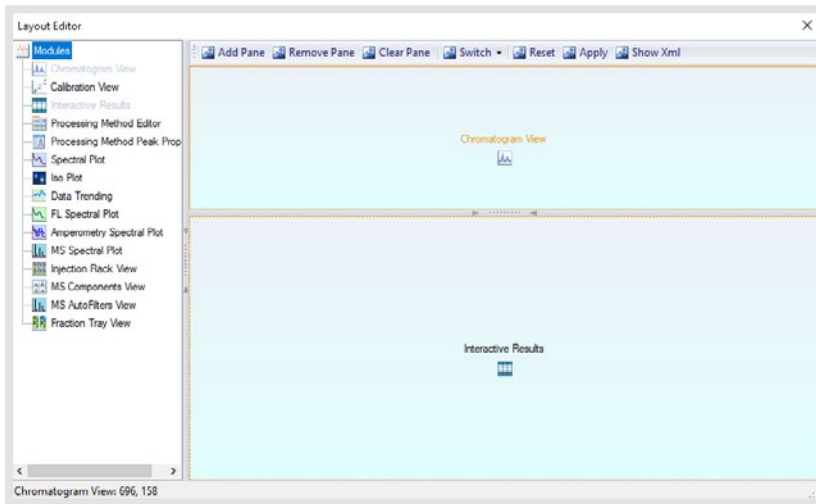 Layout Editor
Modules
Chromatogram View
Calibration View
Interactive Results
Processing Method Editor
Processing Method Peak Prop
Spectral Plot
Iso Plot
Data Trending
FL Spectral Plot
Amperometry Spectral Plot
MS Spectral Plot
Injection Rack View
MS Components View
MS AutoFilters View
Fraction Tray View
Add Pane Remove Pane Clear Pane Switch Reset Apply Show Xml
Chromatogram View
Interactive Results
Chromatogram View: 696, 158